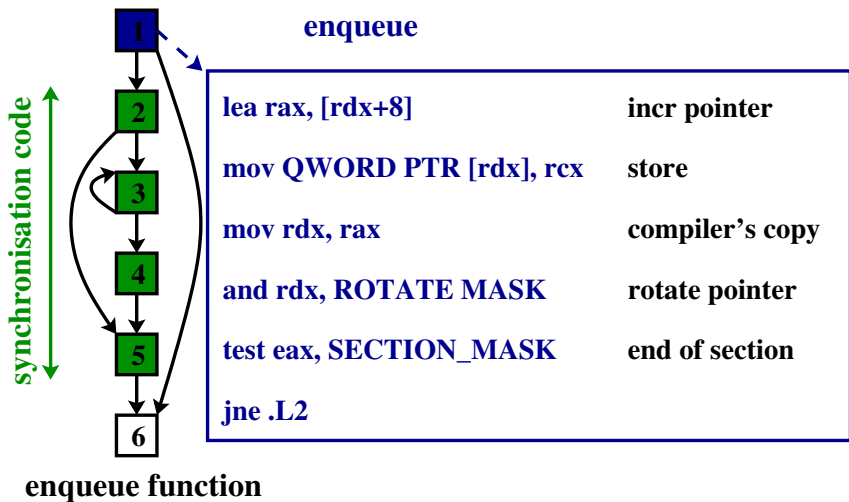 enqueue
1
2
3
4
5
6
synchronisation code
lea rax, [rdx+8] incr pointer
mov QWORD PTR [rdx], rcx store
mov rdx, rax compiler's copy
and rdx, ROTATE MASK rotate pointer
test eax, SECTION_MASK end of section
jne .L2
enqueue function